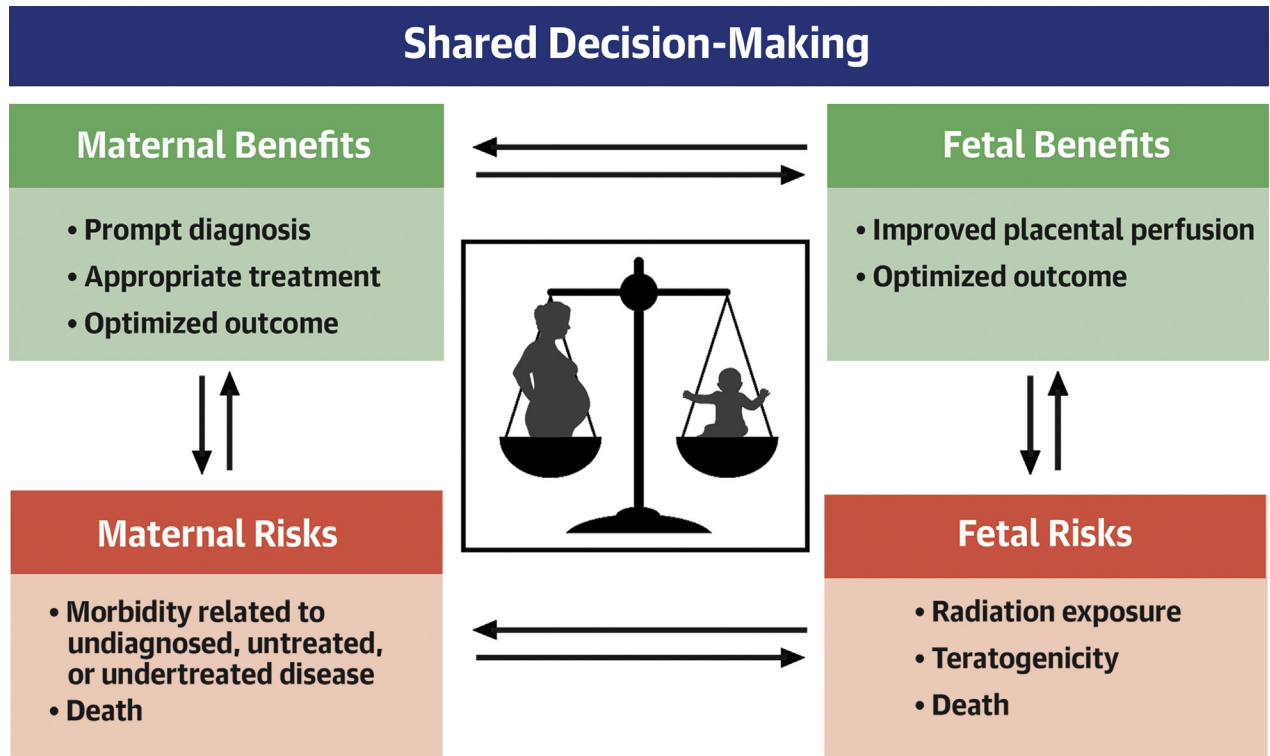 Shared Decision-Making
Maternal Benefits
• Prompt diagnosis
• Appropriate treatment
• Optimized outcome
Fetal Benefits
• Improved placental perfusion
• Optimized outcome
Maternal Risks
• Morbidity related to
undiagnosed, untreated,
or undertreated disease
• Death
Fetal Risks
• Radiation exposure
• Teratogenicity
• Death